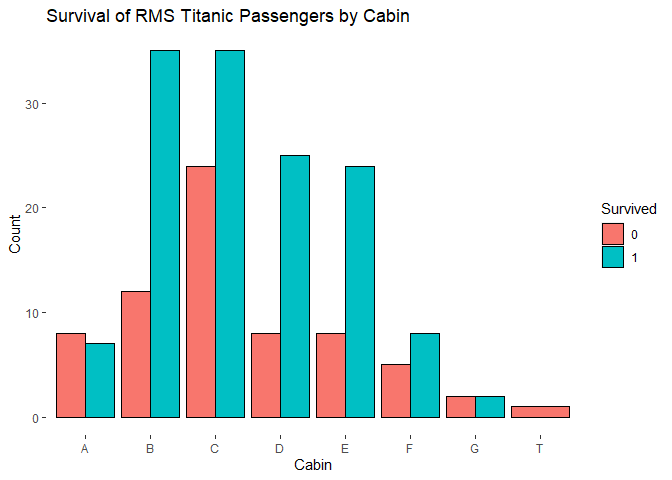 Survival of RMS Titanic Passengers by Cabin
Count
30
20
10
0
A B C D E F G T
Cabin
Survived
0
1